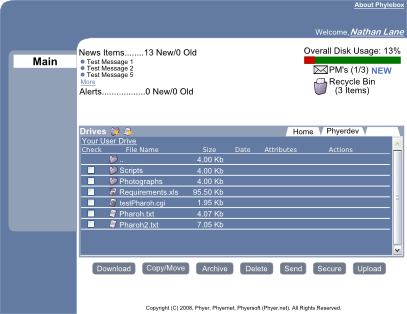 About Phylebox
Welcome, Nathan Lane
Main
News Items........13 New/0 Old
Test Message 1
Test Message 2
Test Message 5
More
Alerts..................0 New/0 Old
Overall Disk Usage: 13%
PM's (1/3) NEW
Recycle Bin
(3 Items)
Drives Home Phyerdev
Your User Drive
Check File Name Size Date Attributes Actions
.. 4.00 Kb
Scripts 4.00 Kb
Photographs 4.00 Kb
Requirements.xls 95.50 Kb
testPharoh.cgi 1.95 Kb
Pharoh.txt 4.07 Kb
Pharoh2.txt 7.05 Kb
Download Copy/Move Archive Delete Send Secure Upload
Copyright (C) 2008, Phyer, Phyernet, Phyersoft (Phyer.net). All Rights Reserved.